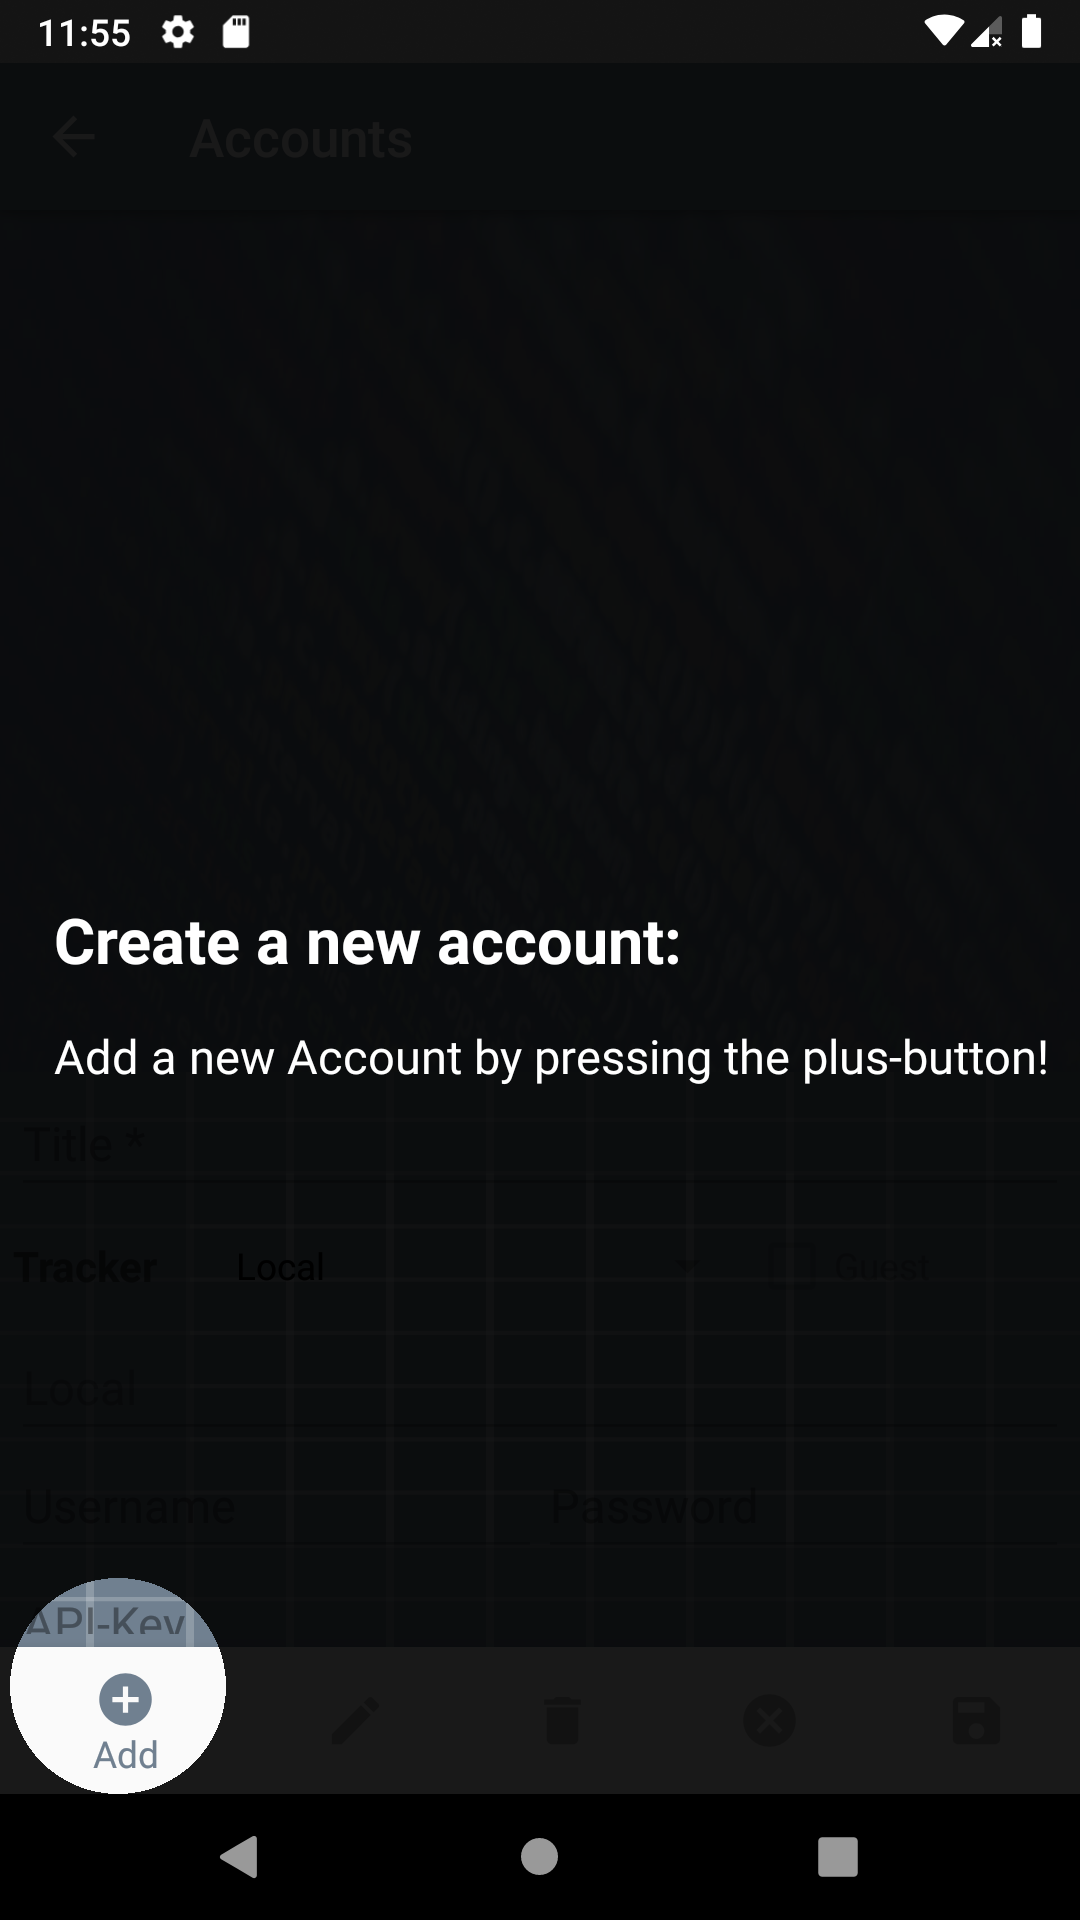 11:55
Accounts
Create a new account:
Add a new Account by pressing the plus-button!
Title *
Tracker Local Guest
Local
Username Password
API-Key
Add